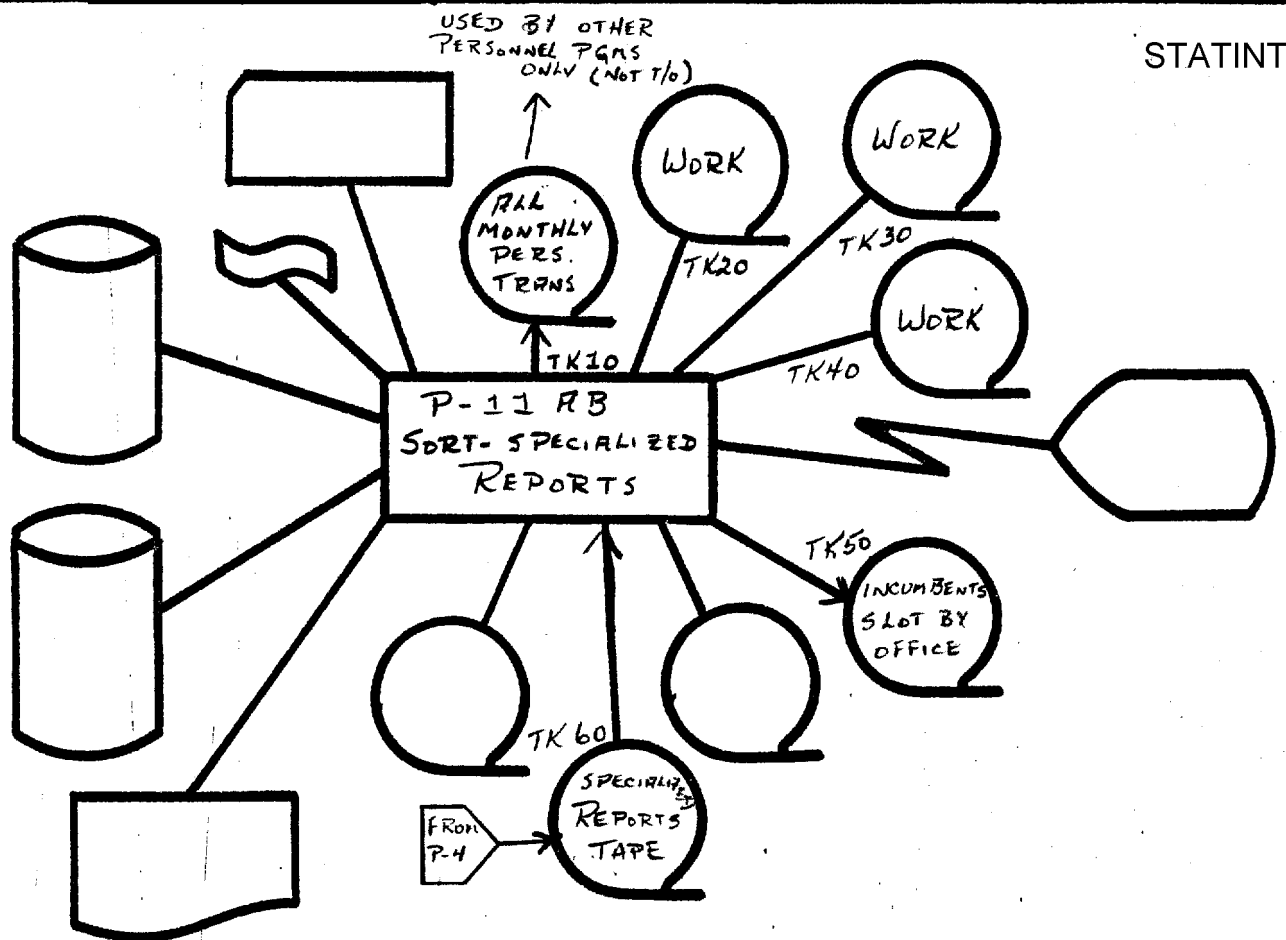 USED BY OTHER
PERSONNEL PGMS
ONLY (NOT T/O)
STATINT
WORK
WORK
ALL
MONTHLY
PERS.
TRANS
TK20
TK30
WORK
TK10
TK40
P-11 AB
SORT-SPECIALIZED
REPORTS
TK50
INCUMBENTS
SLOT BY
OFFICE
TK60
SPECIALIZED
REPORTS
TAPE
FROM
P-4